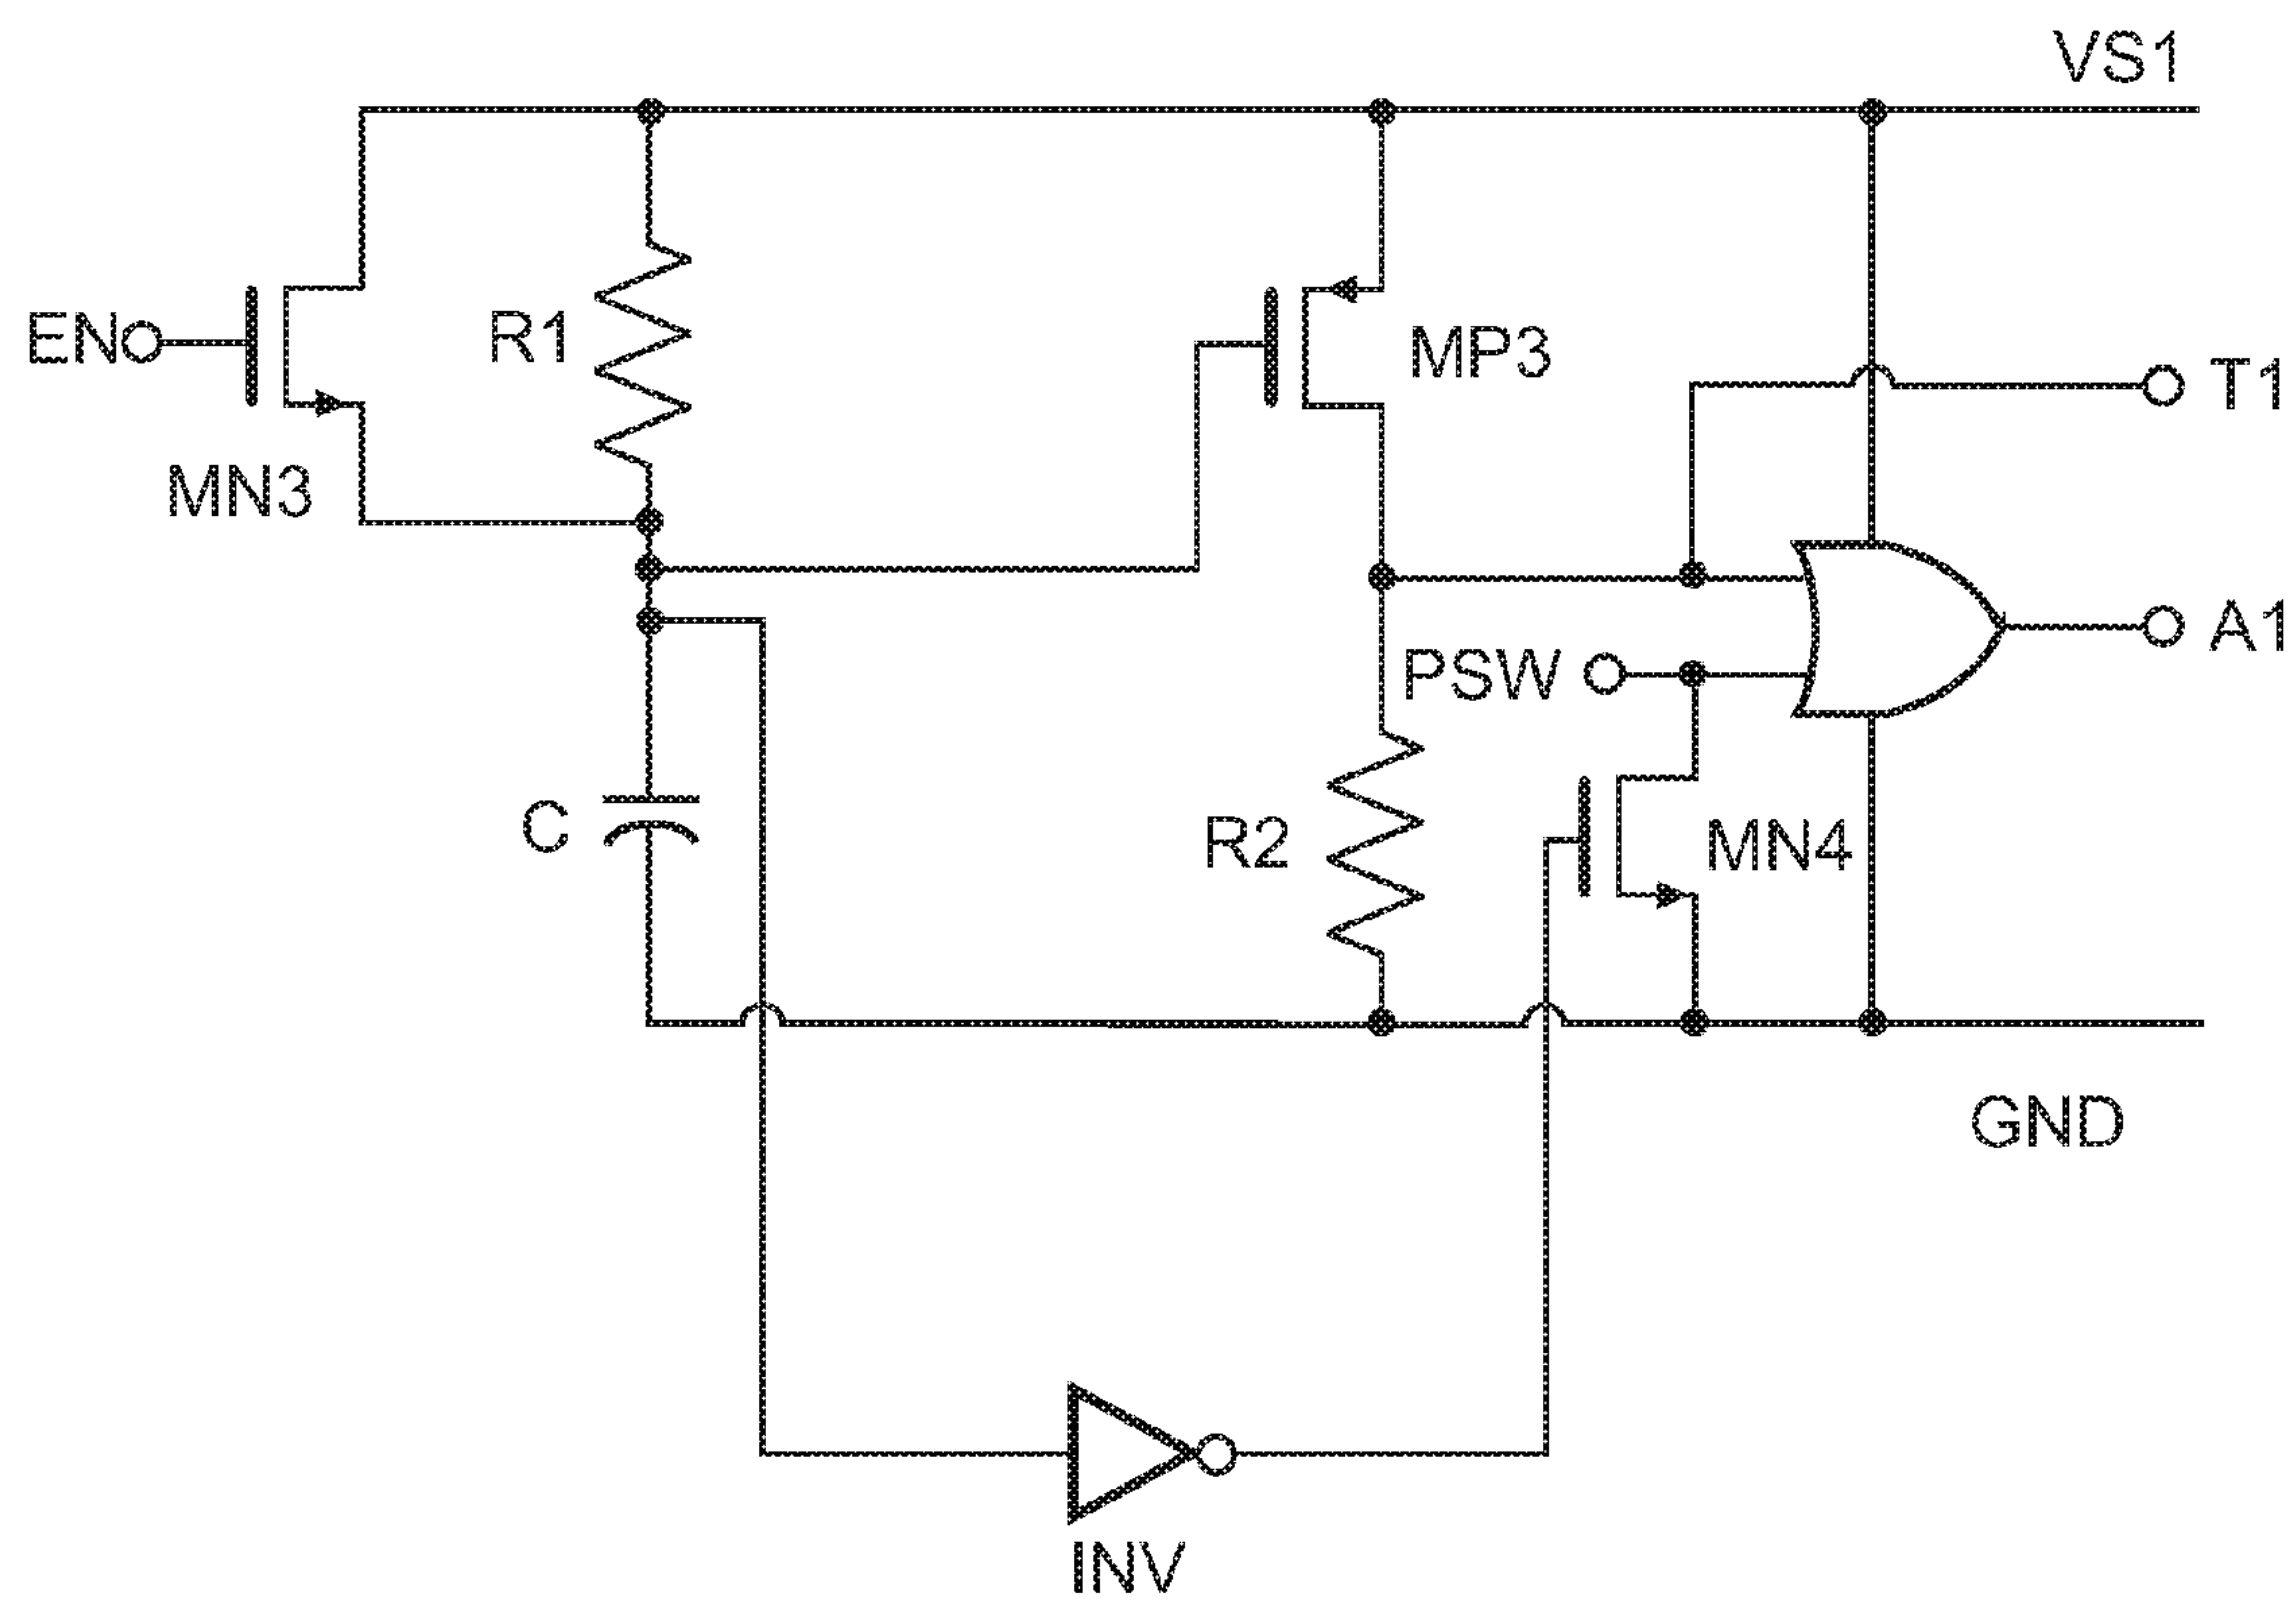 VS1
EN
R1
MP3
T1
MN3
A1
PSW
C
R2
MN4
GND
INV